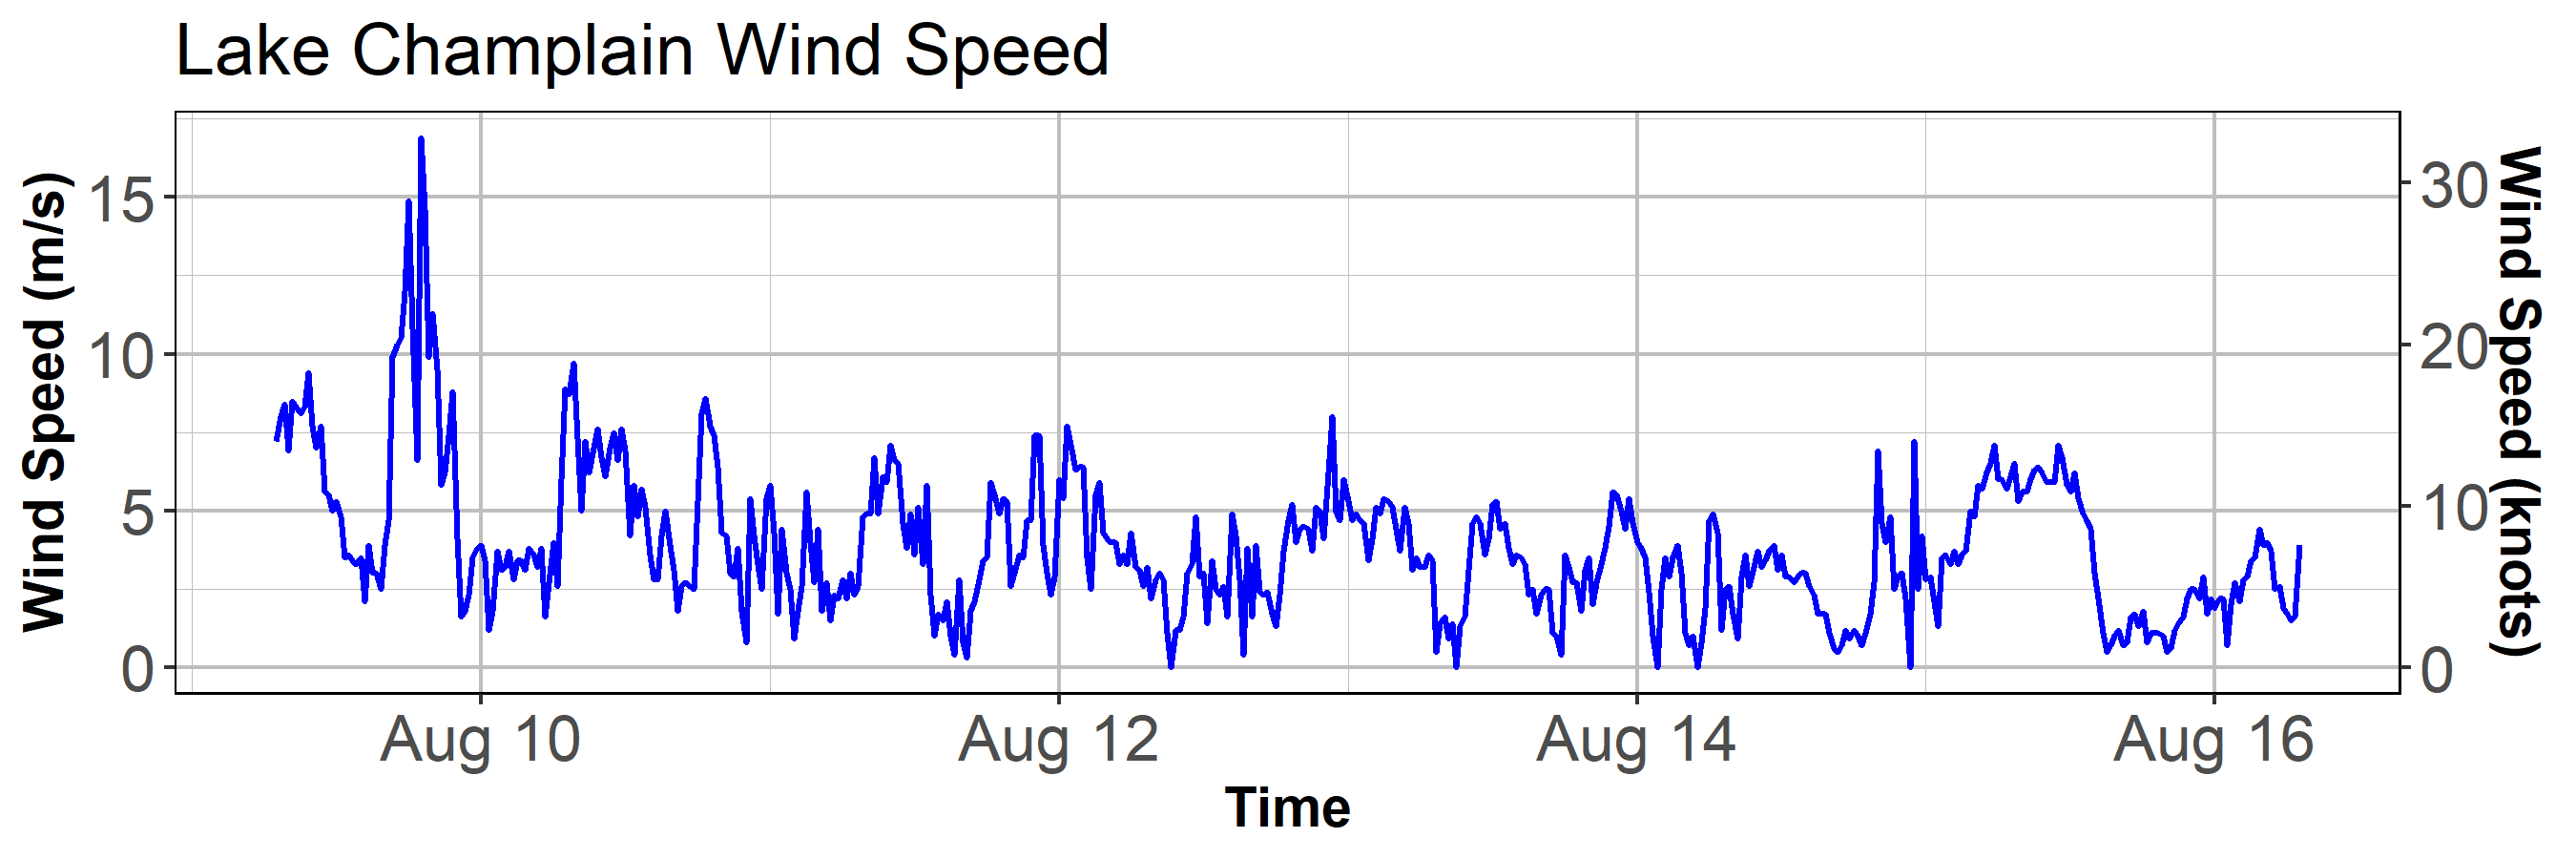 Lake Champlain Wind Speed
Wind Speed (m/s)
15
10
5
0
30
20
10
0
Wind Speed (knots)
Aug 10
Aug 12
Aug 14
Aug 16
Time